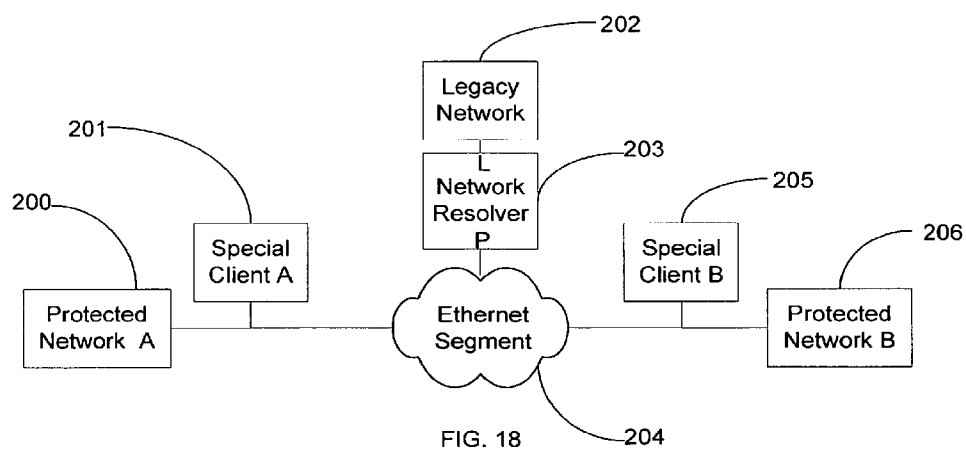 202
Legacy
Network
201
L
203
Network
Resolver
P
205
200
Special
Client A
Special
Client B
206
Protected
Network A
Ethernet
Segment
Protected
Network B
FIG. 18
204